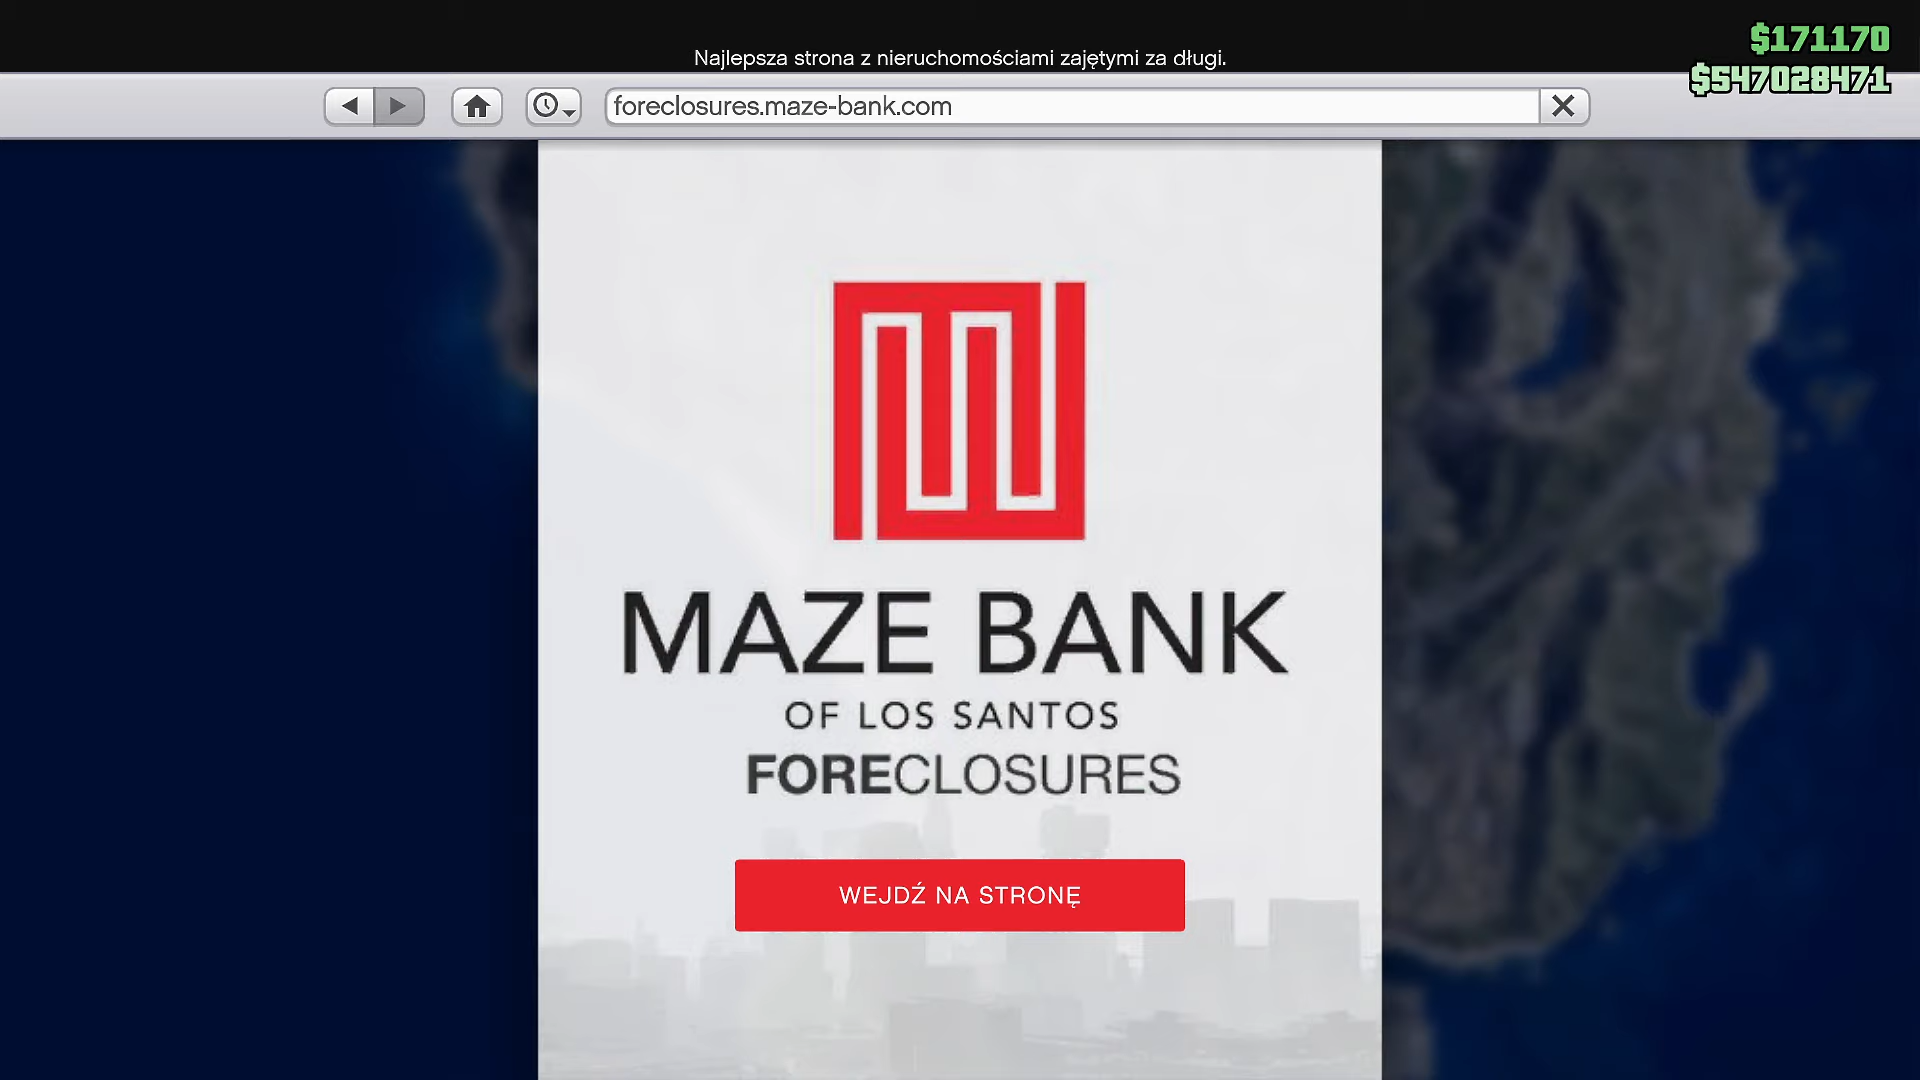 Najlepsza strona z nieruchomościami zajętymi za długi.
$171170
$547028471
foreclosures.maze-bank.com
MAZE BANK
OF LOS SANTOS
FORECLOSURES
WEJDŹ NA STRONĘ